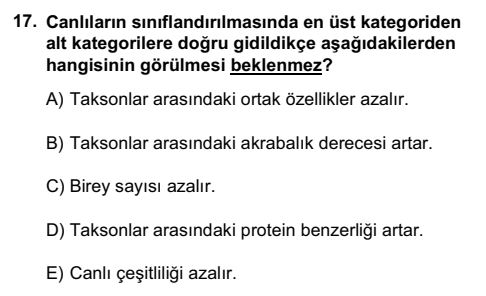 17. Canlıların sınıflandırılmasında en üst kategoriden
alt kategorilere doğru gidildikçe aşağıdakilerden
hangisinin görülmesi beklenmez?
A) Taksonlar arasındaki ortak özellikler azalır.
B) Taksonlar arasındaki akrabalık derecesi artar.
C) Birey sayısı azalır.
D) Taksonlar arasındaki protein benzerliği artar.
E) Canlı çeşitliliği azalır.